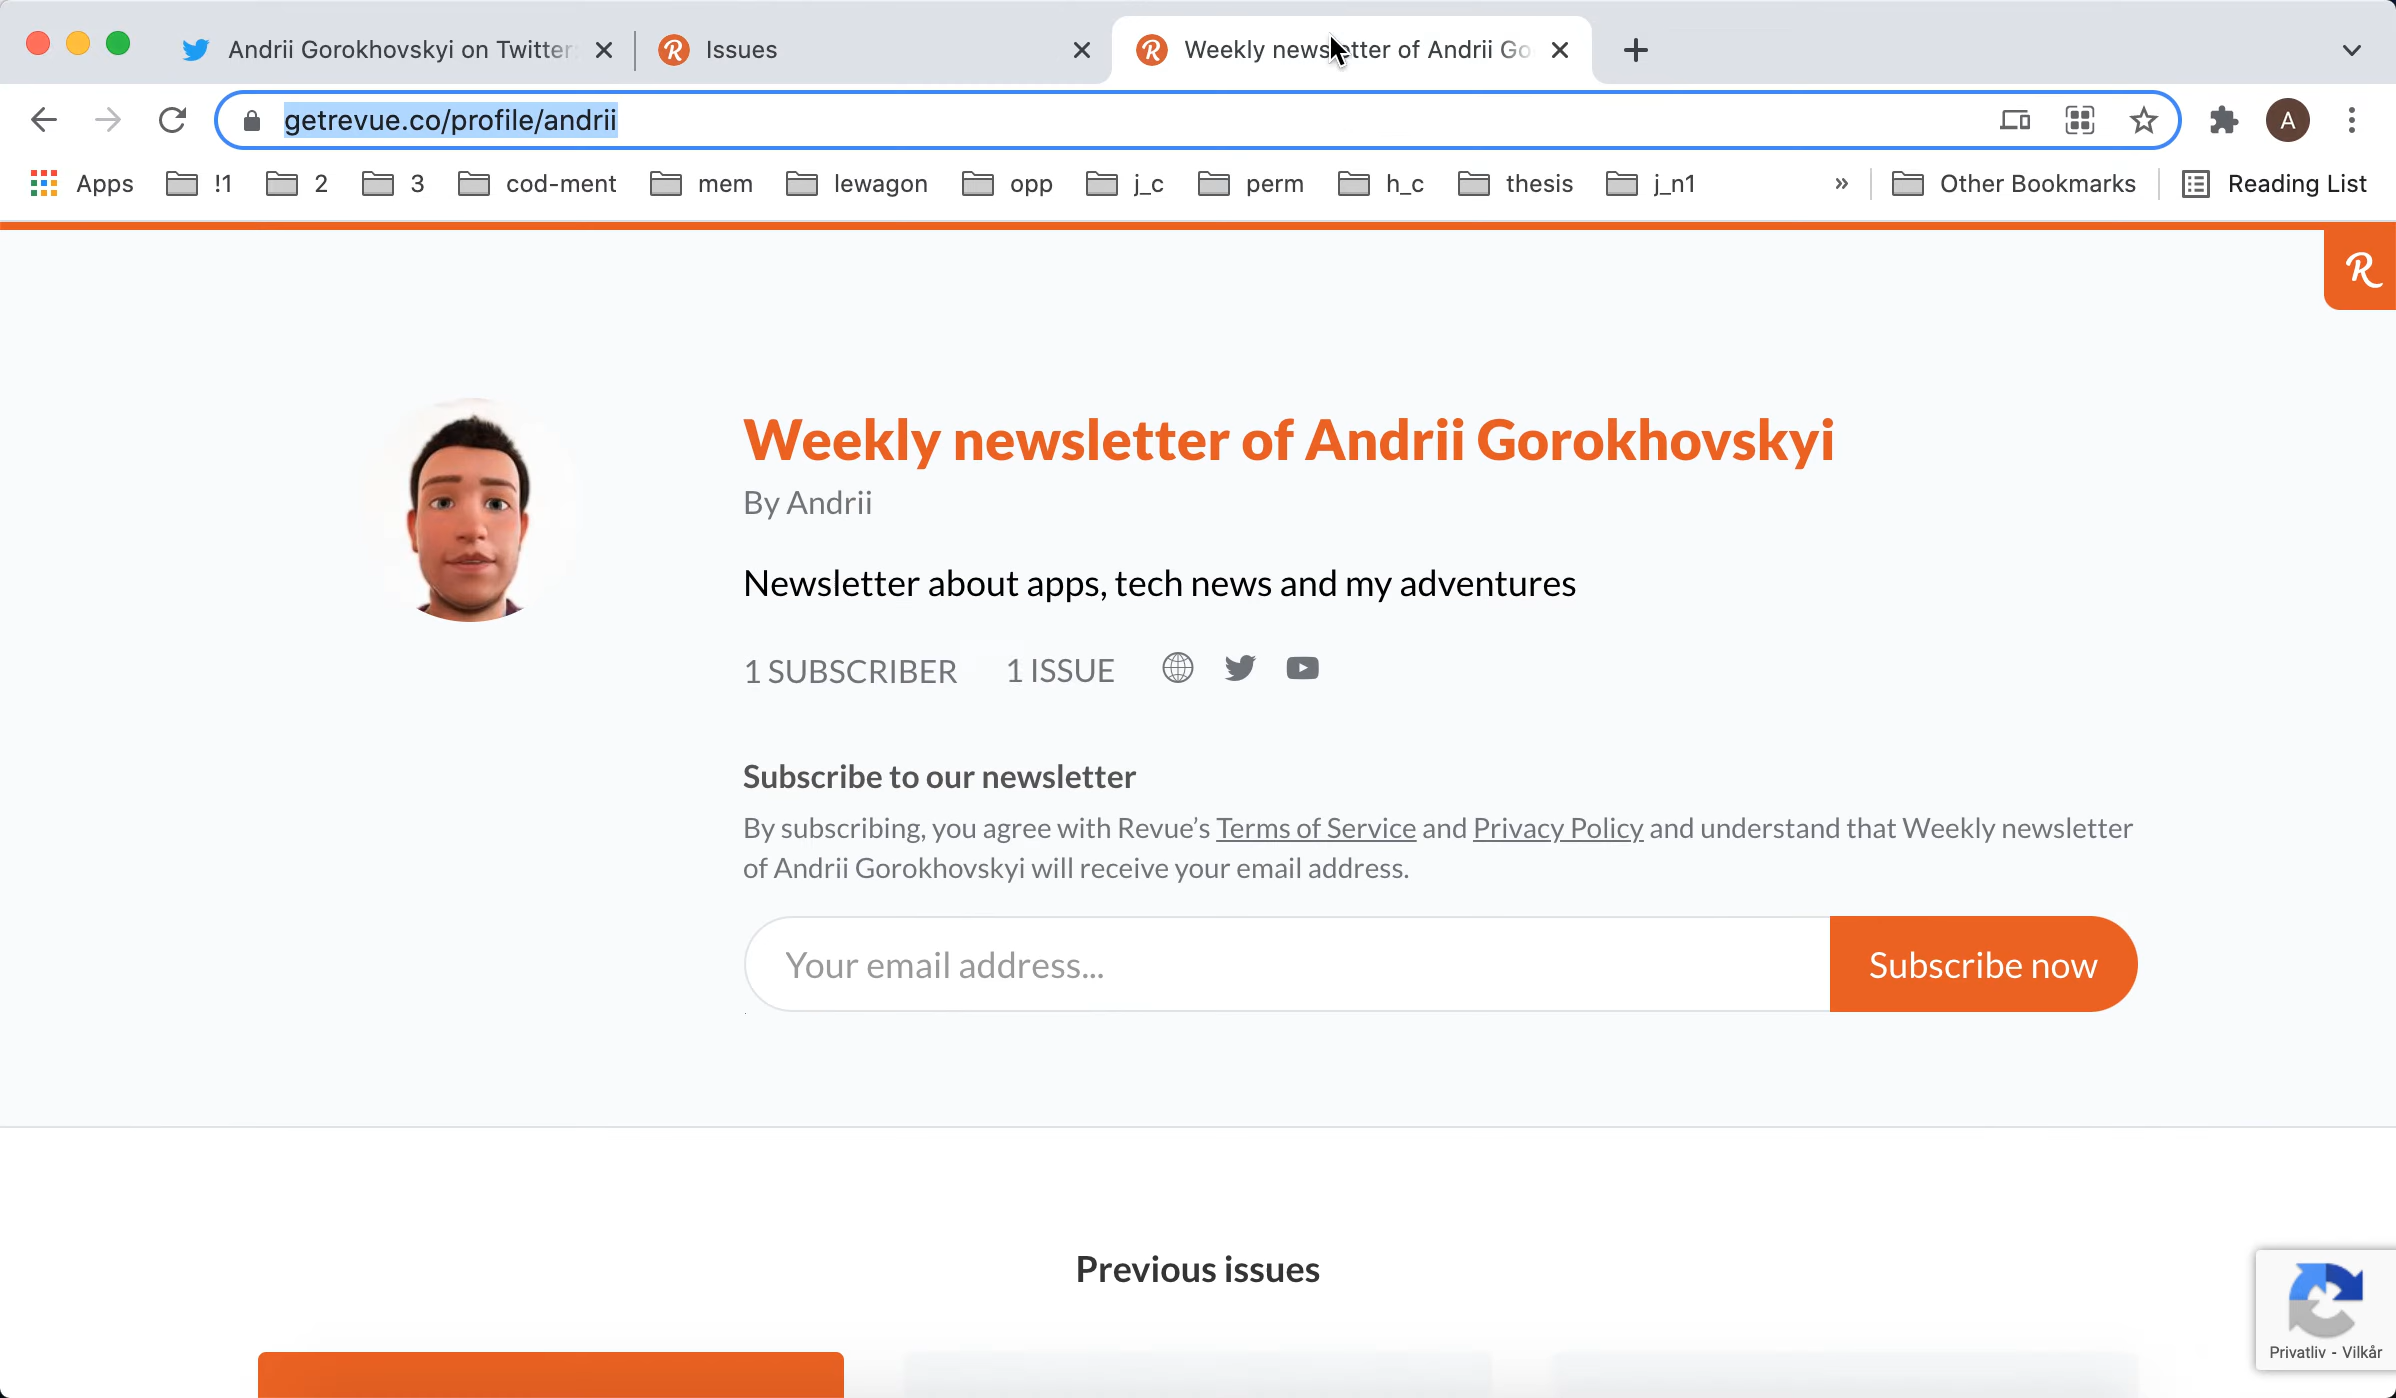 Andrii Gorokhovskyi on Twitter:
Issues
Weekly newsletter of Andrii Go
getrevue.co/profile/andrii
A
Apps
!1
2
3
cod-ment
mem
lewagon
opp
j_c
perm
h_c
thesis
j_n1
»
Other Bookmarks
Reading List
R
Weekly newsletter of Andrii Gorokhovskyi
By Andrii
Newsletter about apps, tech news and my adventures
1 SUBSCRIBER 1 ISSUE
Subscribe to our newsletter
By subscribing, you agree with Revue’s Terms of Service and Privacy Policy and understand that Weekly newsletter
of Andrii Gorokhovskyi will receive your email address.
Your email address...
Subscribe now
Previous issues
Privatliv - Vilkår